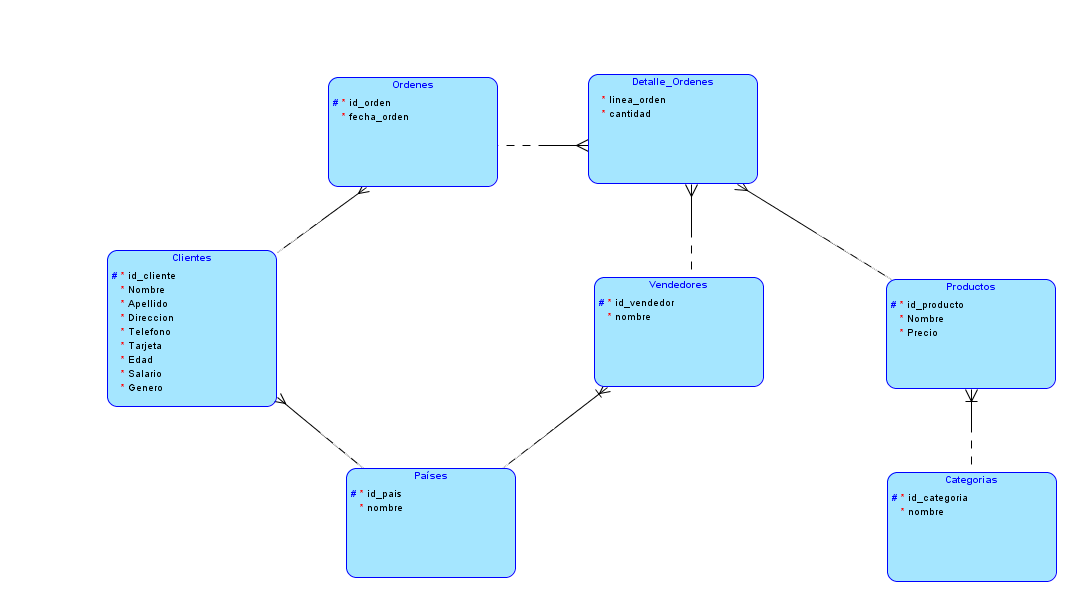 Ordenes
# * id_orden
* fecha_orden
Detalle_Ordenes
* linea_orden
* cantidad
Clientes
# * id_cliente
* Nombre
* Apellido
* Direccion
* Telefono
* Tarjeta
* Edad
* Salario
* Genero
Vendedores
# * id_vendedor
* nombre
Productos
# * id_producto
* Nombre
* Precio
Países
# * id_pais
* nombre
Categorias
# * id_categoria
* nombre